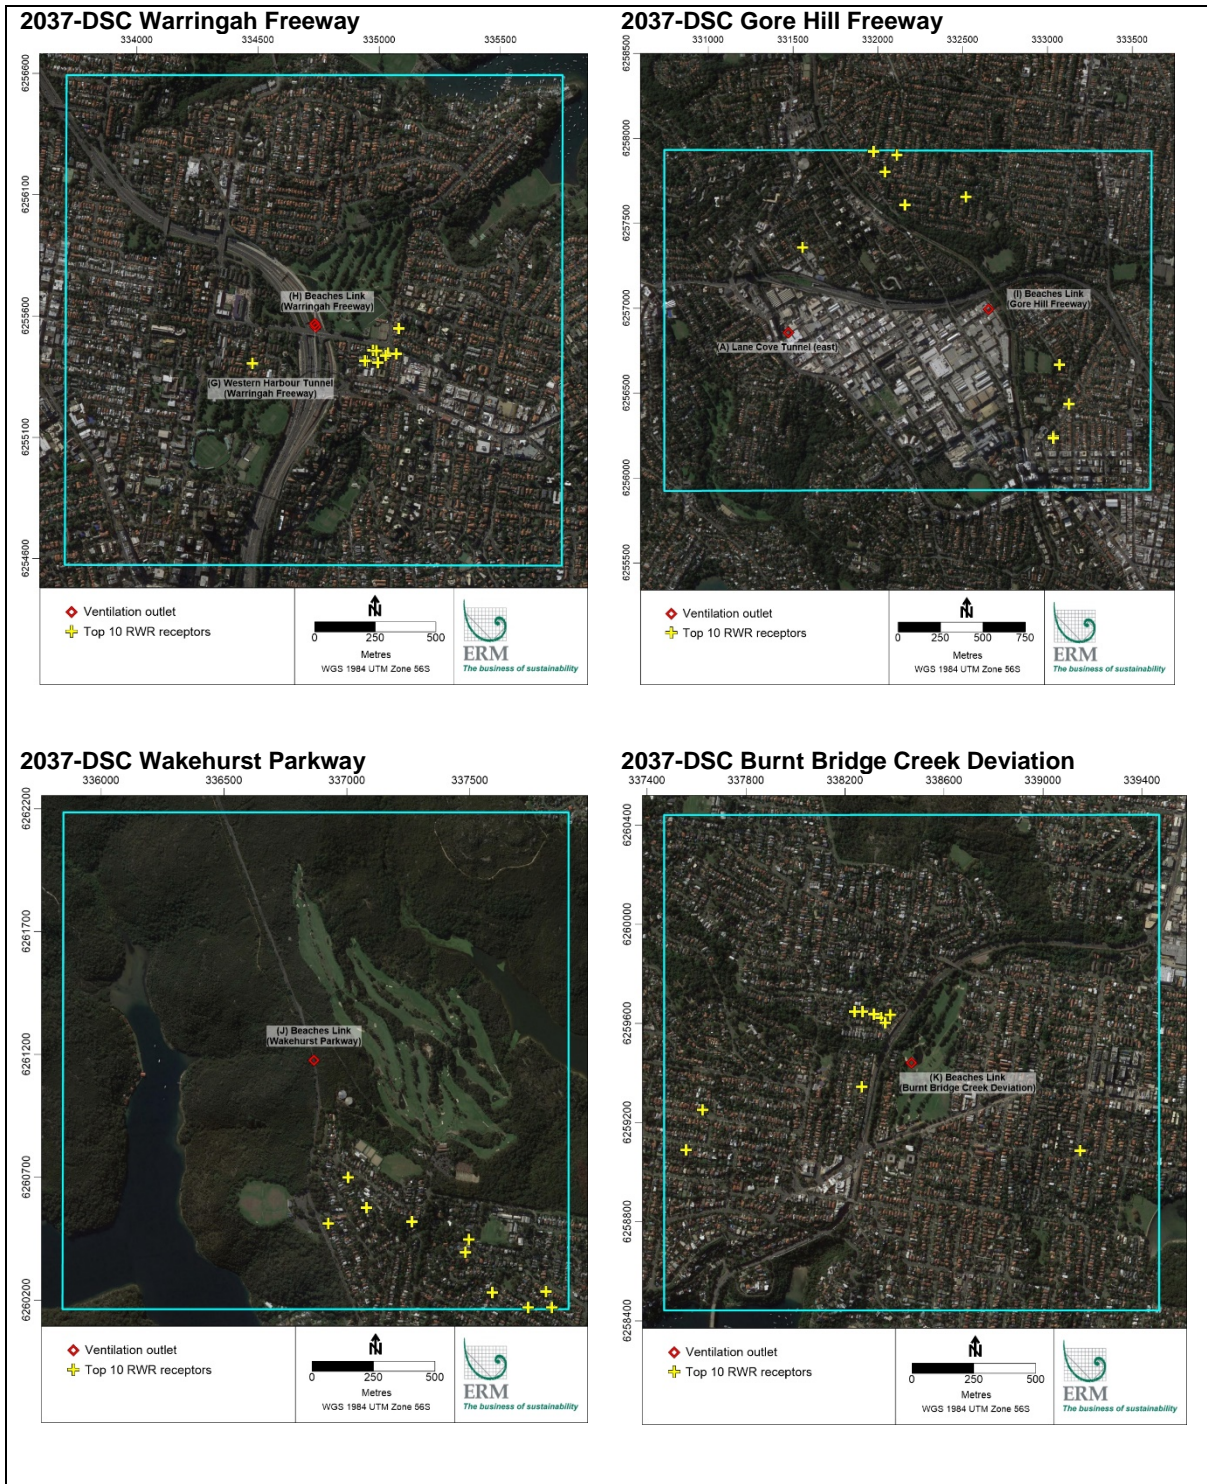 2037-DSC Warringah Freeway
334000 334500 335000 335500
6256600
6256100
6255600
6255100
6254600
(H) Beaches Link
(Warringah Freeway)
(G) Western Harbour Tunnel
(Warringah Freeway)
Ventilation outlet
Top 10 RWR receptors
N
0 250 500
Metres
WGS 1984 UTM Zone 56S
ERM
The business of sustainability
2037-DSC Gore Hill Freeway
331000 331500 332000 332500 333000 333500
6258500
6258000
6257500
6257000
6256500
6256000
6255500
(I) Beaches Link
(Gore Hill Freeway)
(A) Lane Cove Tunnel (east)
Ventilation outlet
Top 10 RWR receptors
N
0 250 500 750
Metres
WGS 1984 UTM Zone 56S
ERM
The business of sustainability
2037-DSC Wakehurst Parkway
336000 336500 337000 337500
6262200
6261700
6261200
6260700
6260200
(J) Beaches Link
(Wakehurst Parkway)
Ventilation outlet
Top 10 RWR receptors
N
0 250 500
Metres
WGS 1984 UTM Zone 56S
ERM
The business of sustainability
2037-DSC Burnt Bridge Creek Deviation
337400 337800 338200 338600 339000 339400
6260400
6260000
6259600
6259200
6258800
6258400
(K) Beaches Link
(Burnt Bridge Creek Deviation)
Ventilation outlet
Top 10 RWR receptors
N
0 250 500
Metres
WGS 1984 UTM Zone 56S
ERM
The business of sustainability